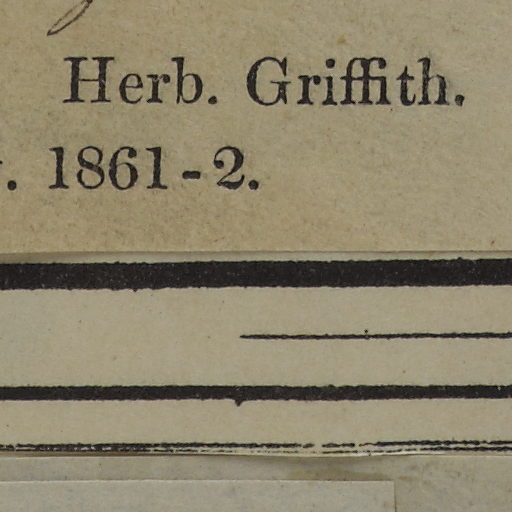 Herb. Griffith.
. 1861-2.